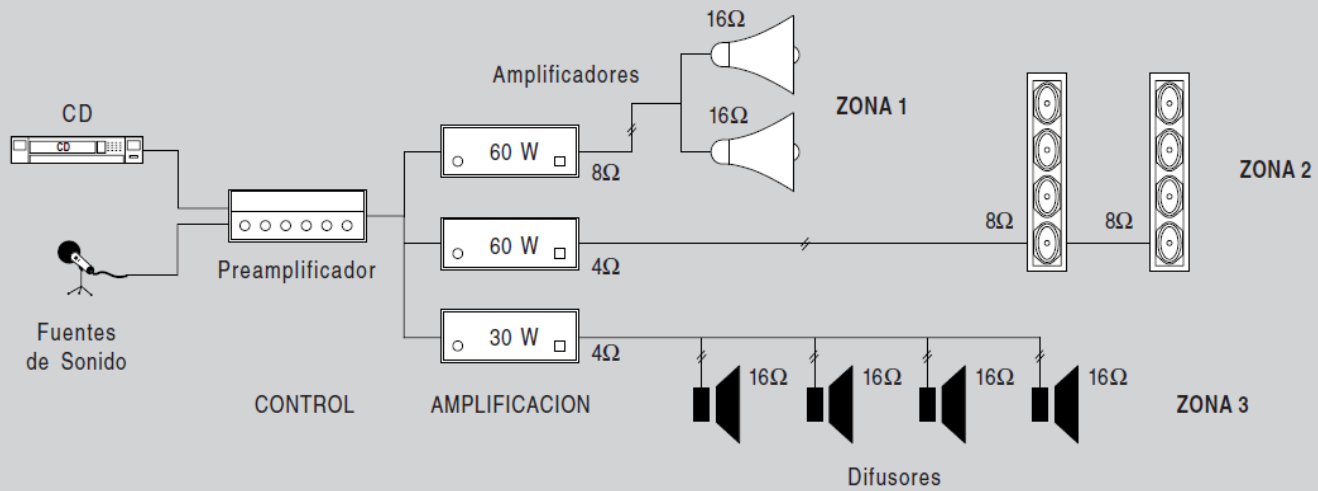 CD
CD
Fuentes
de Sonido
Preamplificador
CONTROL
Amplificadores
60 W
8Ω
60 W
4Ω
30 W
4Ω
AMPLIFICACION
16Ω
16Ω
ZONA 1
8Ω
8Ω
ZONA 2
16Ω
16Ω
16Ω
16Ω
ZONA 3
Difusores